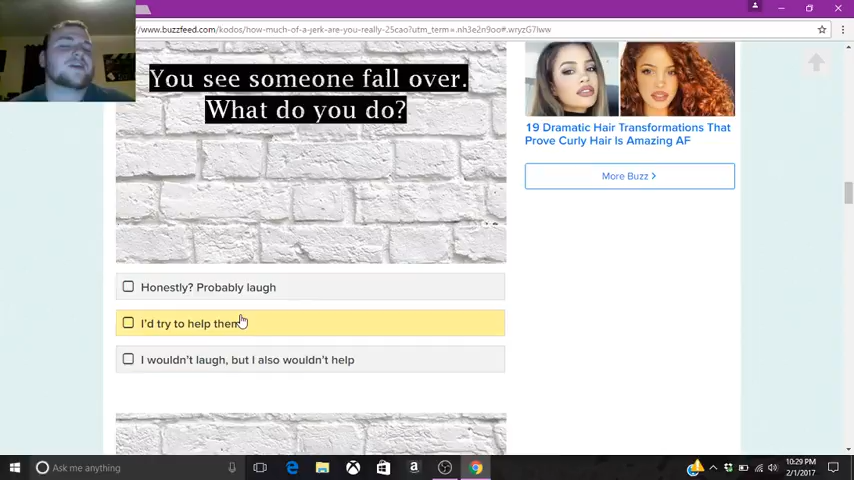 www.buzzfeed.com/kodos/how-much-of-a-jerk-are-you-really-25cao?utm_term=.nh3e2n9oo#.wryzG7lww
You see someone fall over.
What do you do?
19 Dramatic Hair Transformations That
Prove Curly Hair Is Amazing AF
More Buzz >
Honestly? Probably laugh
I'd try to help them
I wouldn't laugh, but I also wouldn't help
Ask me anything
10:29 PM
2/1/2017